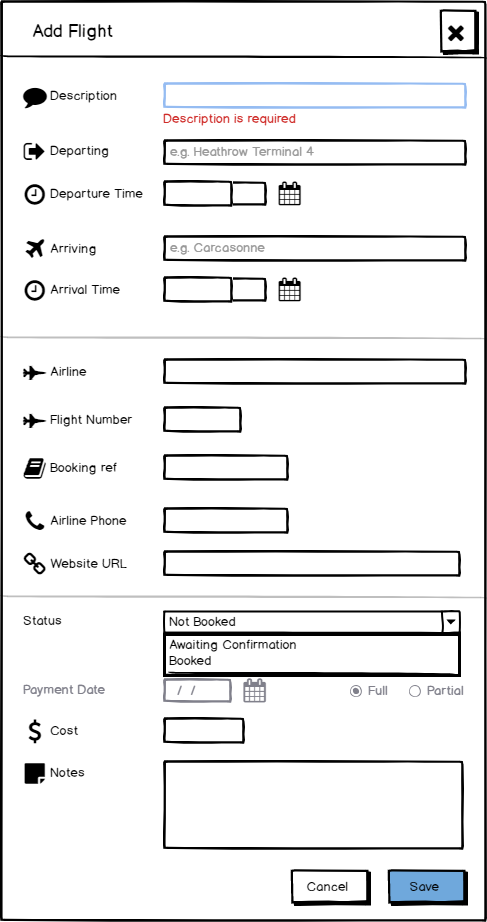 Add Flight
Description
Description is required
Departing e.g. Heathrow Terminal 4
Departure Time
Arriving e.g. Carcasonne
Arrival Time
Airline
Flight Number
Booking ref
Airline Phone
Website URL
Status Not Booked
Awaiting Confirmation
Booked
Payment Date / / Full Partial
$ Cost
Notes
Cancel Save